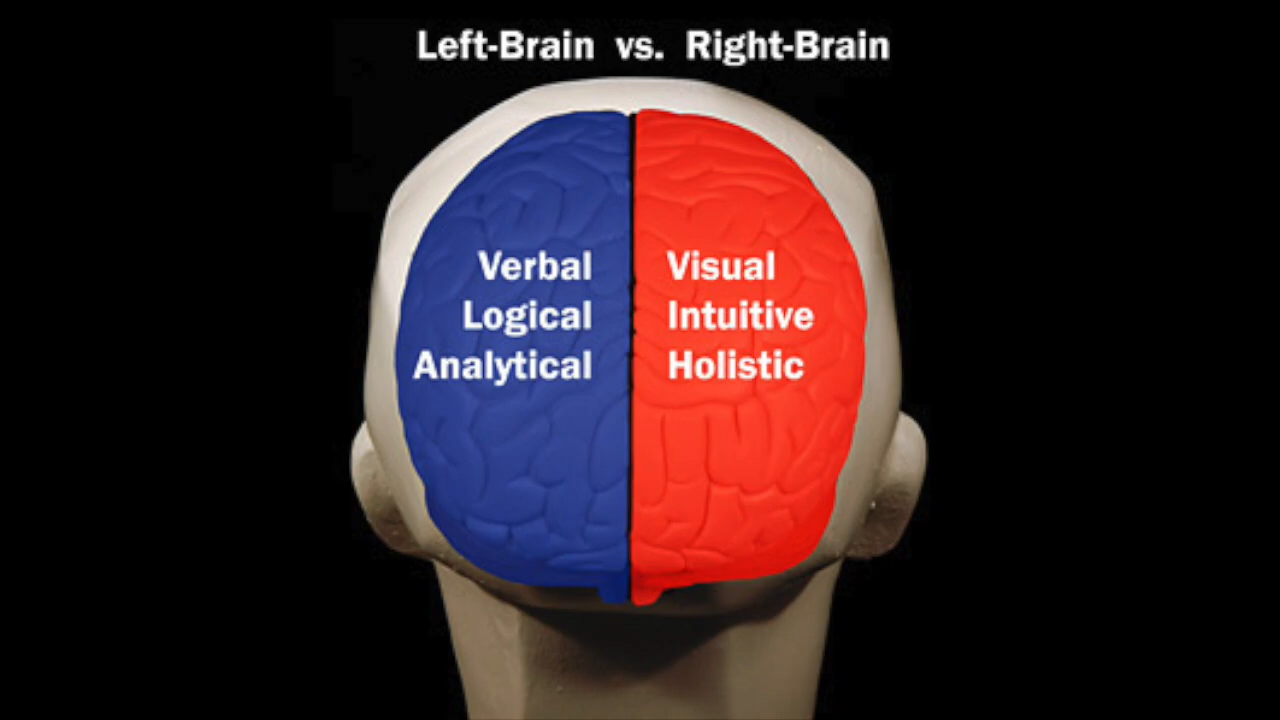 Left-Brain vs. Right-Brain
Verbal
Logical
Analytical
Visual
Intuitive
Holistic